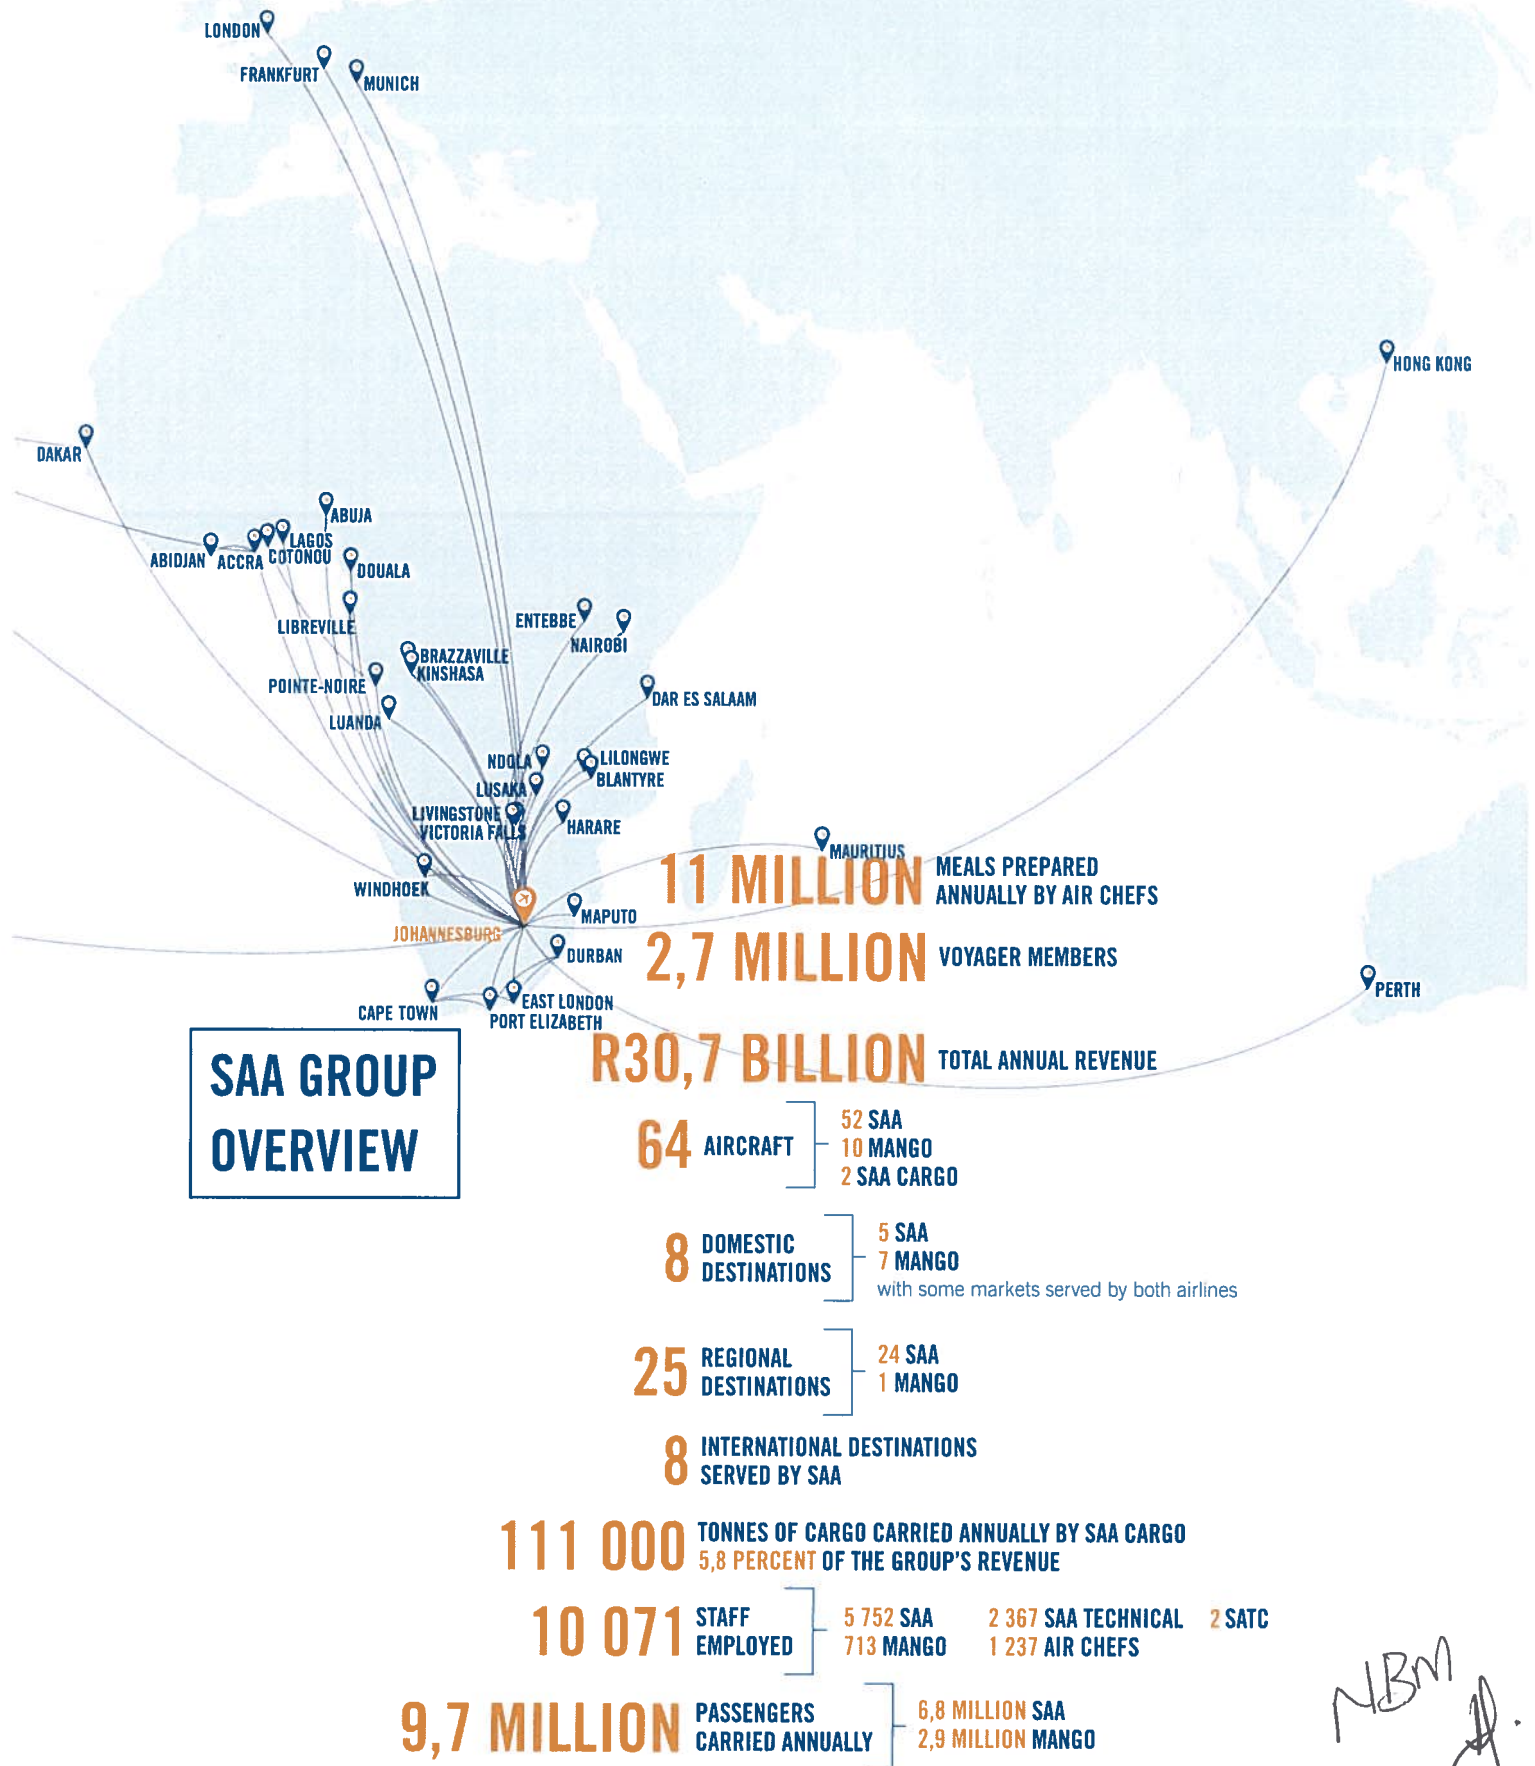 LONDON
FRANKFURT
MUNICH
HONG KONG
DAKAR
ABUJA
LAGOS
ABIDJAN
ACCRA
COTONOU
DOUALA
LIBREVILLE
ENTEBBE
NAIROBI
BRAZZAVILLE
KINSHASA
POINTE-NOIRE
DAR ES SALAAM
LUANDA
NDOLA
LILONGWE
BLANTYRE
LUSAKA
LIVINGSTONE
VICTORIA FALLS
HARARE
MAURITIUS
WINDHOEK
MAPUTO
JOHANNESBURG
DURBAN
PERTH
CAPE TOWN
EAST LONDON
PORT ELIZABETH
11 MILLION
MEALS PREPARED
ANNUALLY BY AIR CHEFS
2,7 MILLION
VOYAGER MEMBERS
SAA GROUP
OVERVIEW
R30,7 BILLION
TOTAL ANNUAL REVENUE
64 AIRCRAFT
52 SAA
10 MANGO
2 SAA CARGO
8 DOMESTIC
DESTINATIONS
5 SAA
7 MANGO
with some markets served by both airlines
25 REGIONAL
DESTINATIONS
24 SAA
1 MANGO
8 INTERNATIONAL DESTINATIONS
SERVED BY SAA
111 000
TONNES OF CARGO CARRIED ANNUALLY BY SAA CARGO
5,8 PERCENT OF THE GROUP'S REVENUE
10 071
STAFF
EMPLOYED
5 752 SAA 2 367 SAA TECHNICAL 2 SATC
713 MANGO 1 237 AIR CHEFS
9,7 MILLION
PASSENGERS
CARRIED ANNUALLY
6,8 MILLION SAA
2,9 MILLION MANGO
NBM